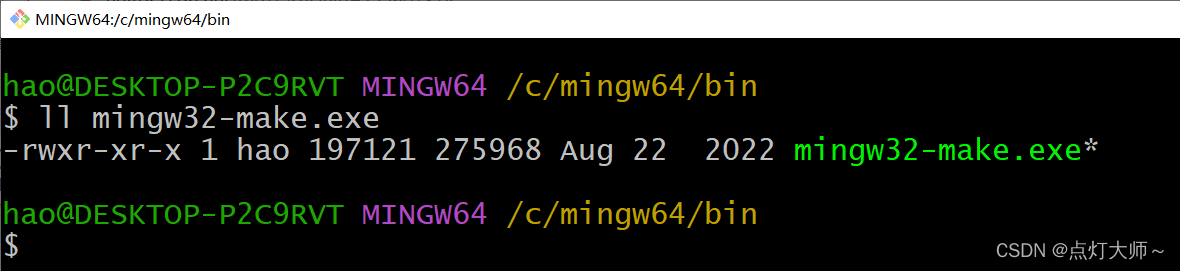 MINGW64:/c/mingw64/bin
hao@DESKTOP-P2C9RVT MINGW64 /c/mingw64/bin
$ ll mingw32-make.exe
-rwxr-xr-x 1 hao 197121 275968 Aug 22  2022 mingw32-make.exe*
hao@DESKTOP-P2C9RVT MINGW64 /c/mingw64/bin
$
CSDN @点灯大师～